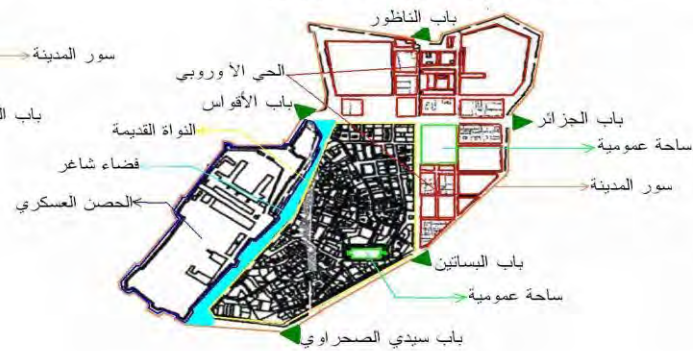 باب الناظور
سور المدينة
الحي الأوروبي
باب الأقواس
باب الجزائر
النواة القديمة
ساحة عمومية
فضاء شاغر
سور المدينة
الحصن العسكري
باب البساتين
ساحة عمومية
باب سيدي الصحراوي